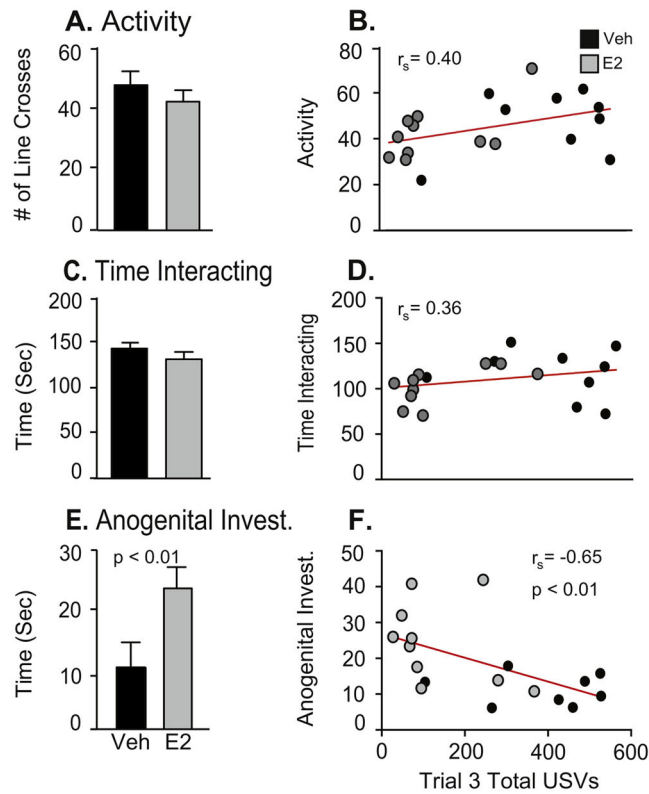 A. Activity
# of Line Crosses
60
40
20
0
B.
Veh
E2
rs= 0.40
Activity
80
60
40
20
0
C. Time Interacting
Time (Sec)
200
150
100
50
0
D.
rs= 0.36
Time Interacting
200
150
100
50
0
E. Anogenital Invest.
p < 0.01
Time (Sec)
30
20
10
0
Veh E2
F.
rs= -0.65
p < 0.01
Anogenital Invest.
50
40
30
20
10
0
0 200 400 600
Trial 3 Total USVs